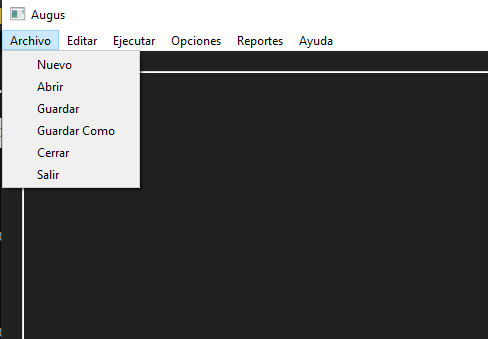 Augus
Archivo Editar Ejecutar Opciones Reportes Ayuda
Nuevo
Abrir
Guardar
Guardar Como
Cerrar
Salir